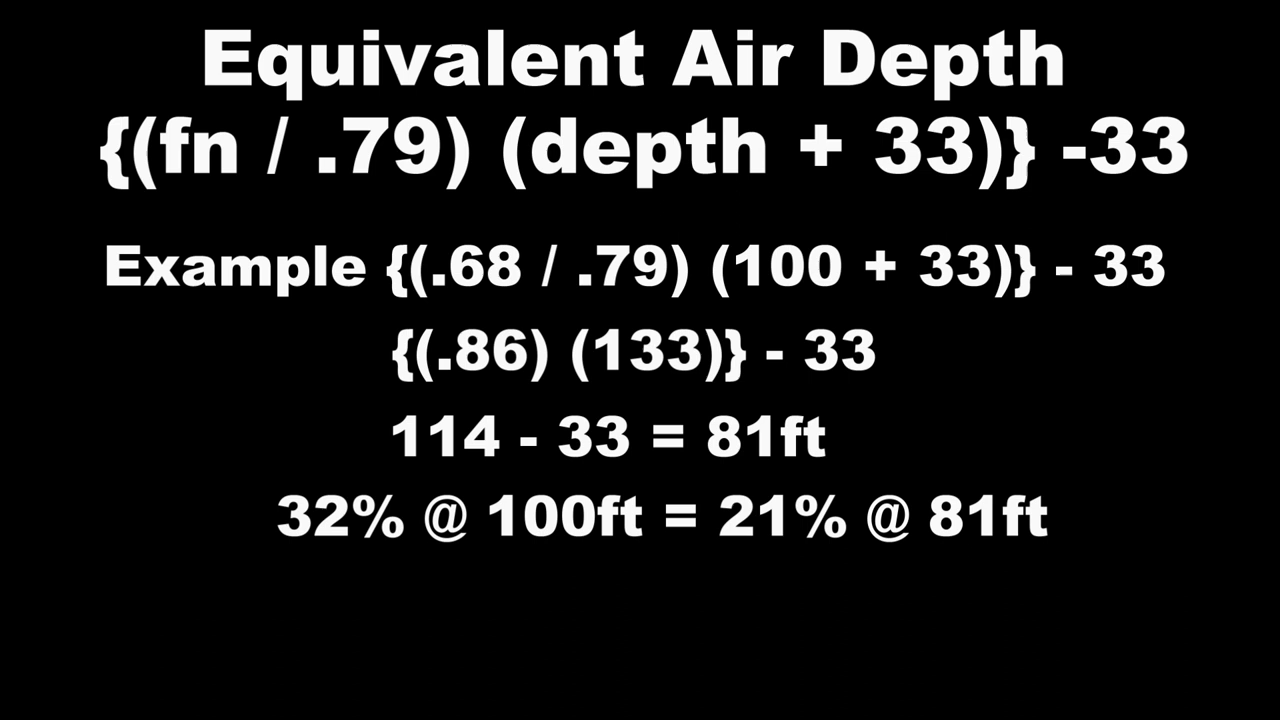 Equivalent Air Depth
{(fn / .79) (depth + 33)} -33
Example {(.68 / .79) (100 + 33)} - 33
{(.86) (133)} - 33
114 - 33 = 81ft
32% @ 100ft = 21% @ 81ft